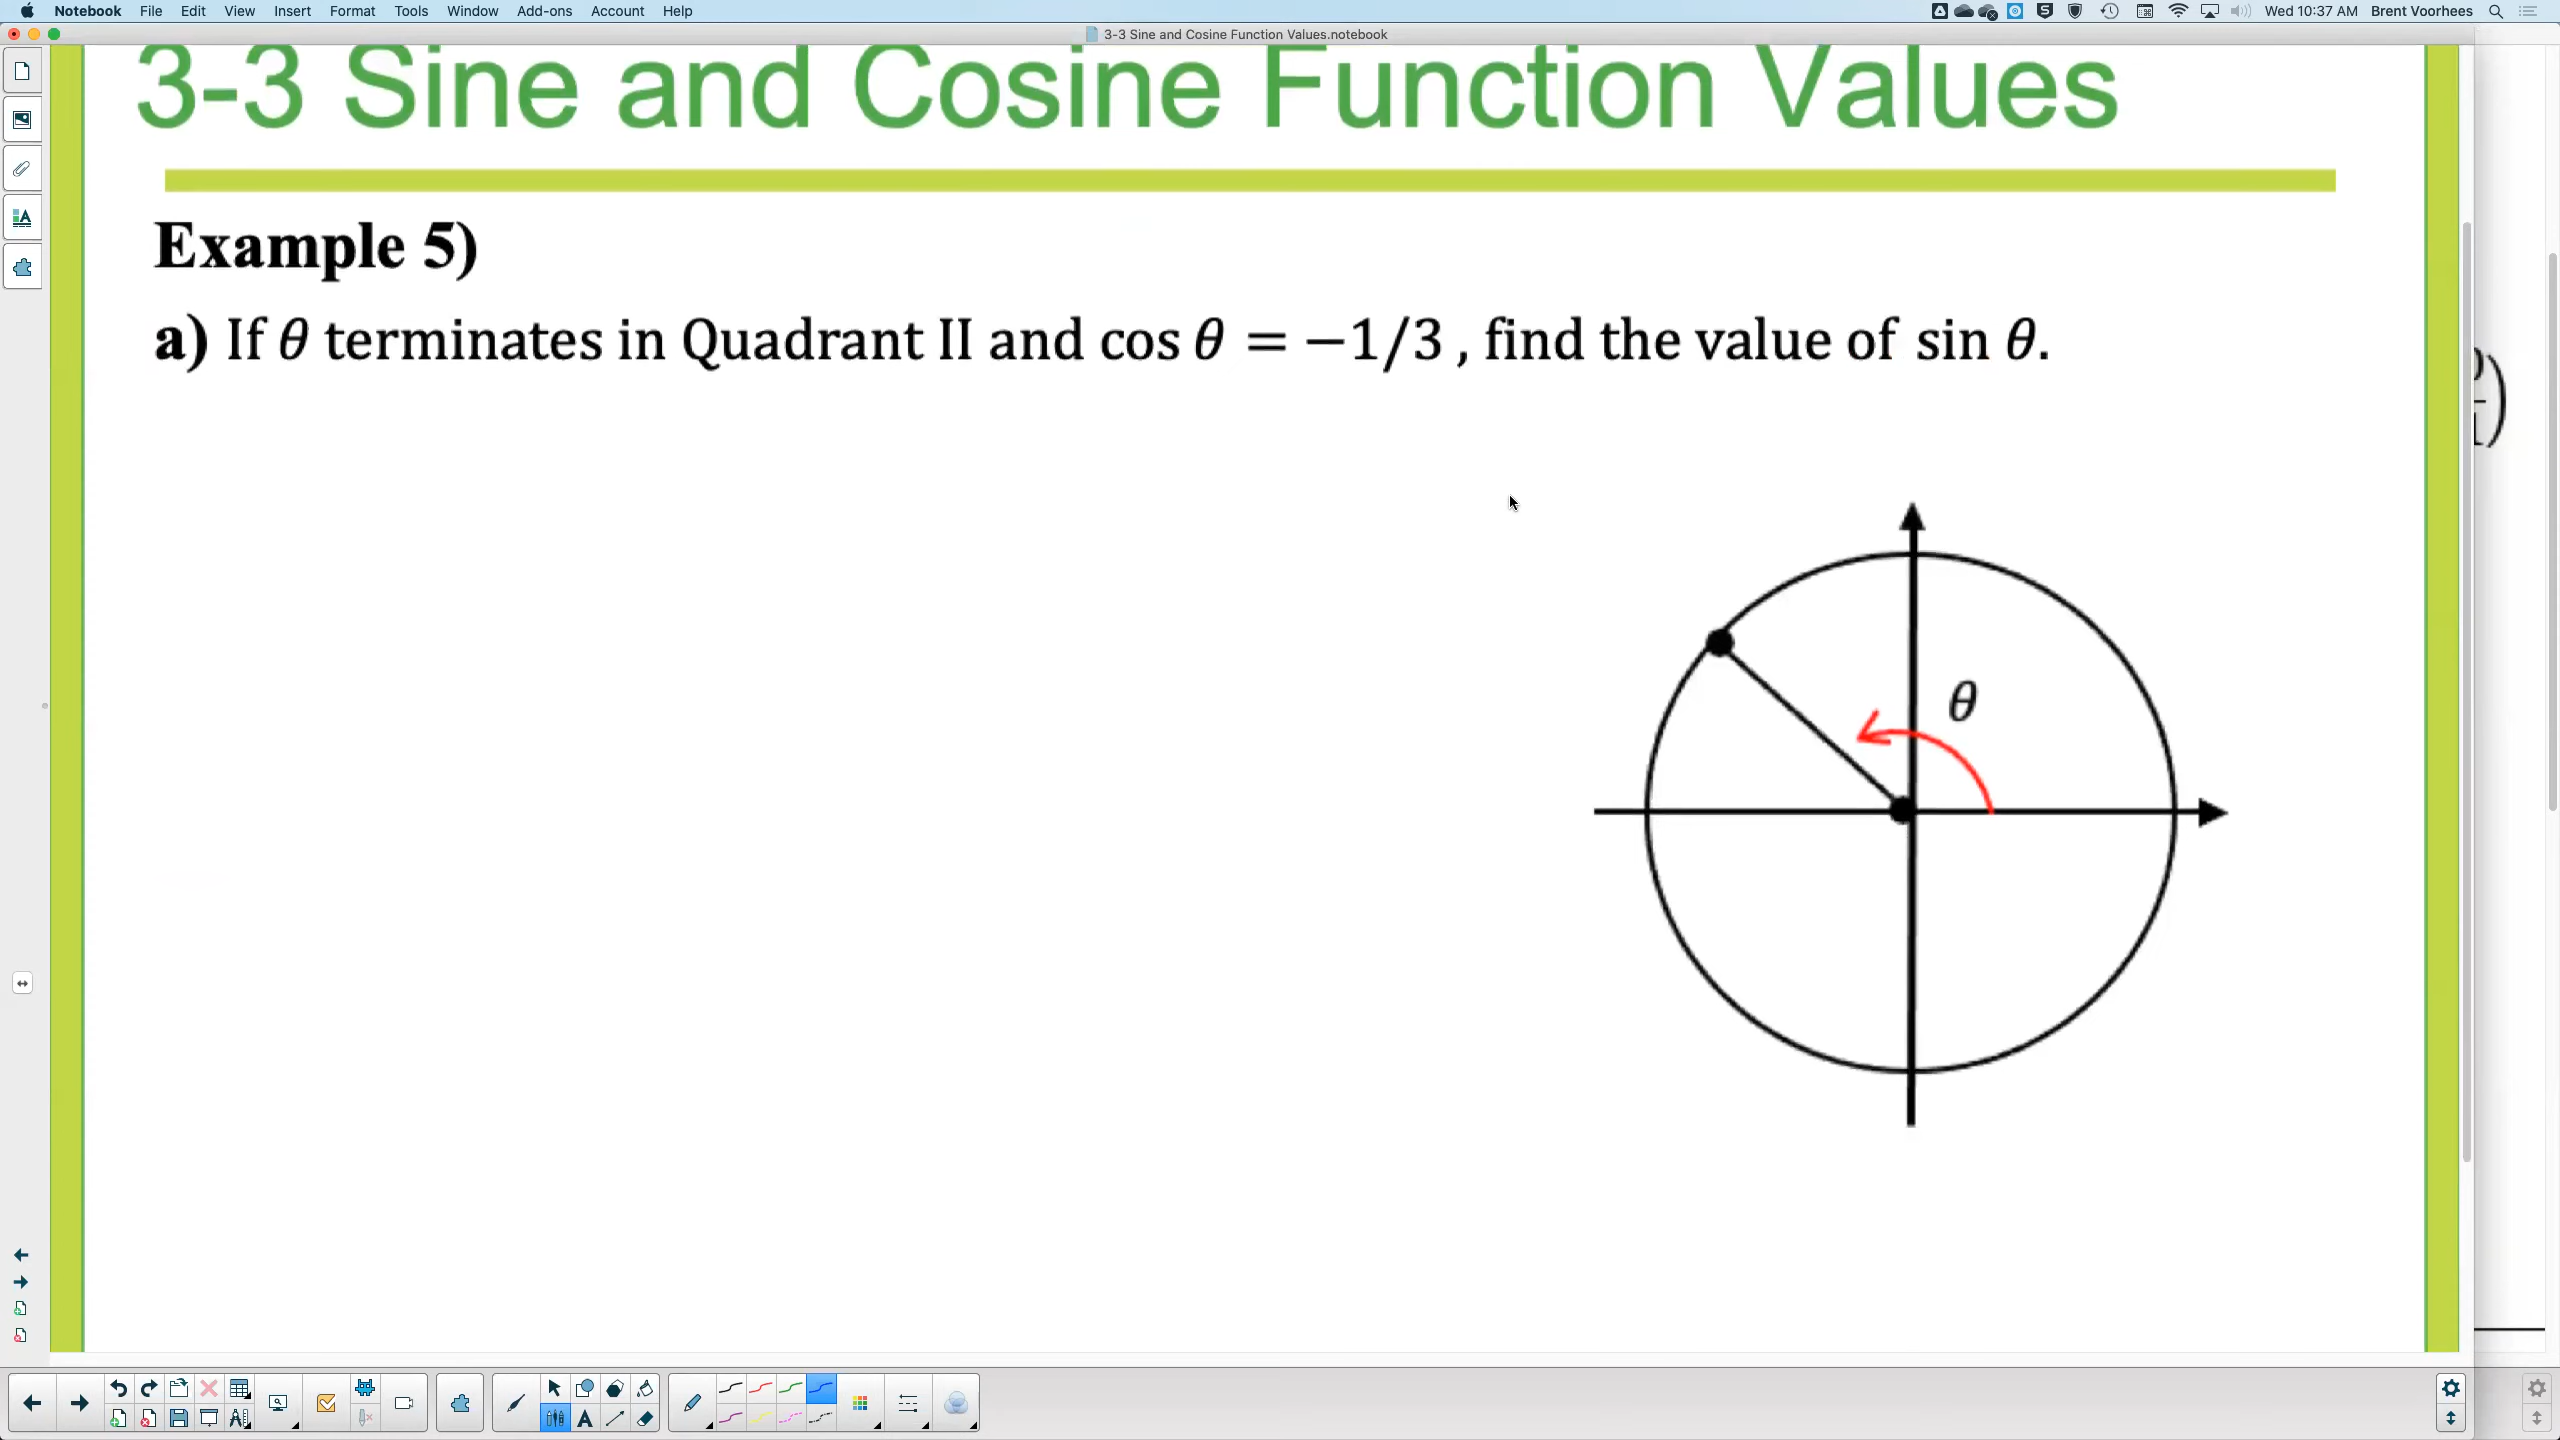 Notebook File Edit View Insert Format Tools Window Add-ons Account Help Wed 10:37 AM Brent Voorhees
3-3 Sine and Cosine Function Values.notebook
3-3 Sine and Cosine Function Values
Example 5)
a) If θ terminates in Quadrant II and cos θ = −1/3 , find the value of sin θ.
θ